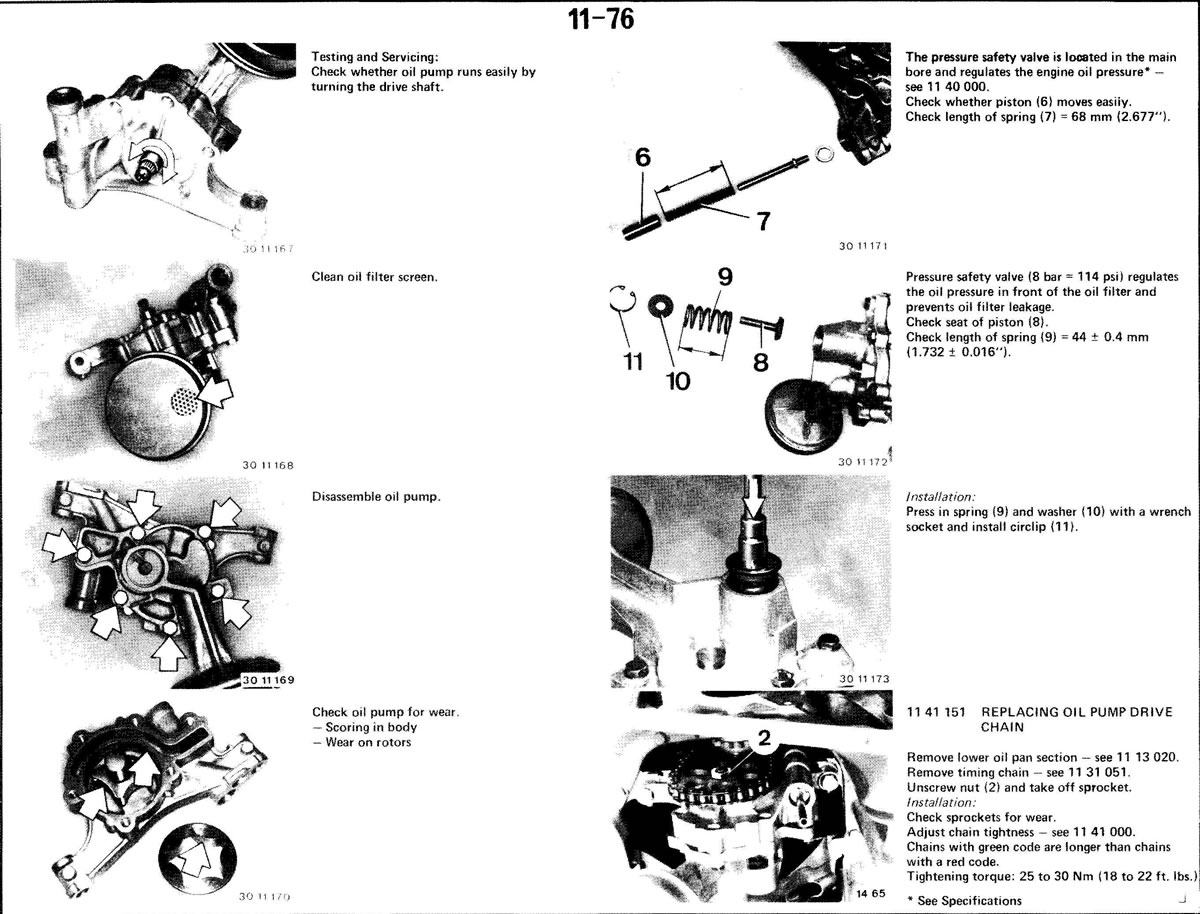 11-76
Testing and Servicing:
Check whether oil pump runs easily by
turning the drive shaft.
30 11 167
Clean oil filter screen.
30 11 168
Disassemble oil pump.
30 11 169
Check oil pump for wear.
– Scoring in body
– Wear on rotors
30 11 170
The pressure safety valve is located in the main
bore and regulates the engine oil pressure* –
see 11 40 000.
Check whether piston (6) moves easily.
Check length of spring (7) = 68 mm (2.677").
6
7
30 11 171
Pressure safety valve (8 bar = 114 psi) regulates
the oil pressure in front of the oil filter and
prevents oil filter leakage.
Check seat of piston (8).
Check length of spring (9) = 44 ± 0.4 mm
(1.732 ± 0.016").
9
11
10
8
30 11 172
Installation:
Press in spring (9) and washer (10) with a wrench
socket and install circlip (11).
30 11 173
11 41 151 REPLACING OIL PUMP DRIVE
CHAIN
Remove lower oil pan section – see 11 13 020.
Remove timing chain – see 11 31 051.
Unscrew nut (2) and take off sprocket.
Installation:
Check sprockets for wear.
Adjust chain tightness – see 11 41 000.
Chains with green code are longer than chains
with a red code.
Tightening torque: 25 to 30 Nm (18 to 22 ft. lbs.)
2
14 65
* See Specifications